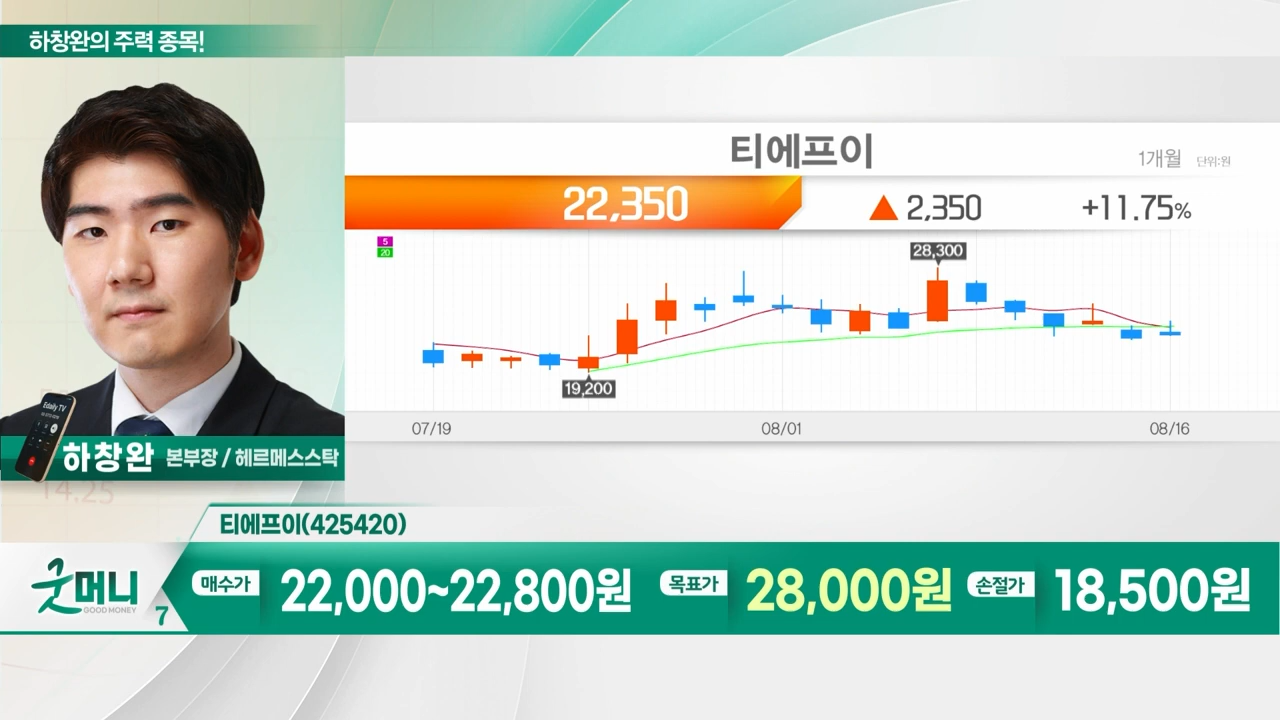 하창완의 주력 종목!
티에프이
1개월 단위:원
22,350 ▲ 2,350 +11.75%
5
20
28,300
19,200
07/19 08/01 08/16
Edaily TV
하창완 본부장 / 헤르메스스탁
14.25
티에프이(425420)
굿머니
GOOD MONEY
7
매수가 22,000~22,800원 목표가 28,000원 손절가 18,500원